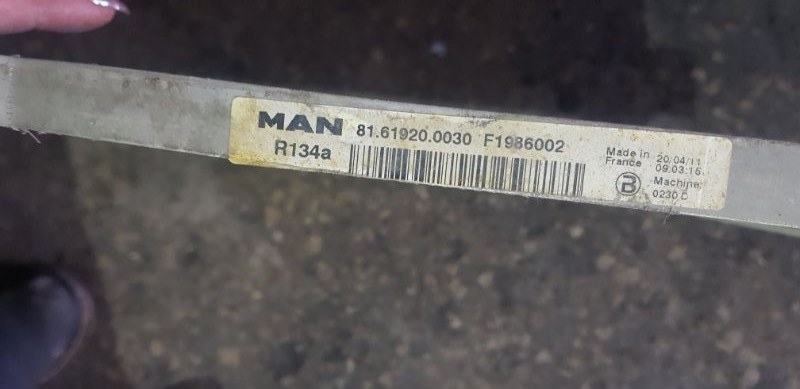 MAN 81.61920.0030 F1986002
R134a
Made in France 20/04/11
09:03:15
Machine:
0230 C